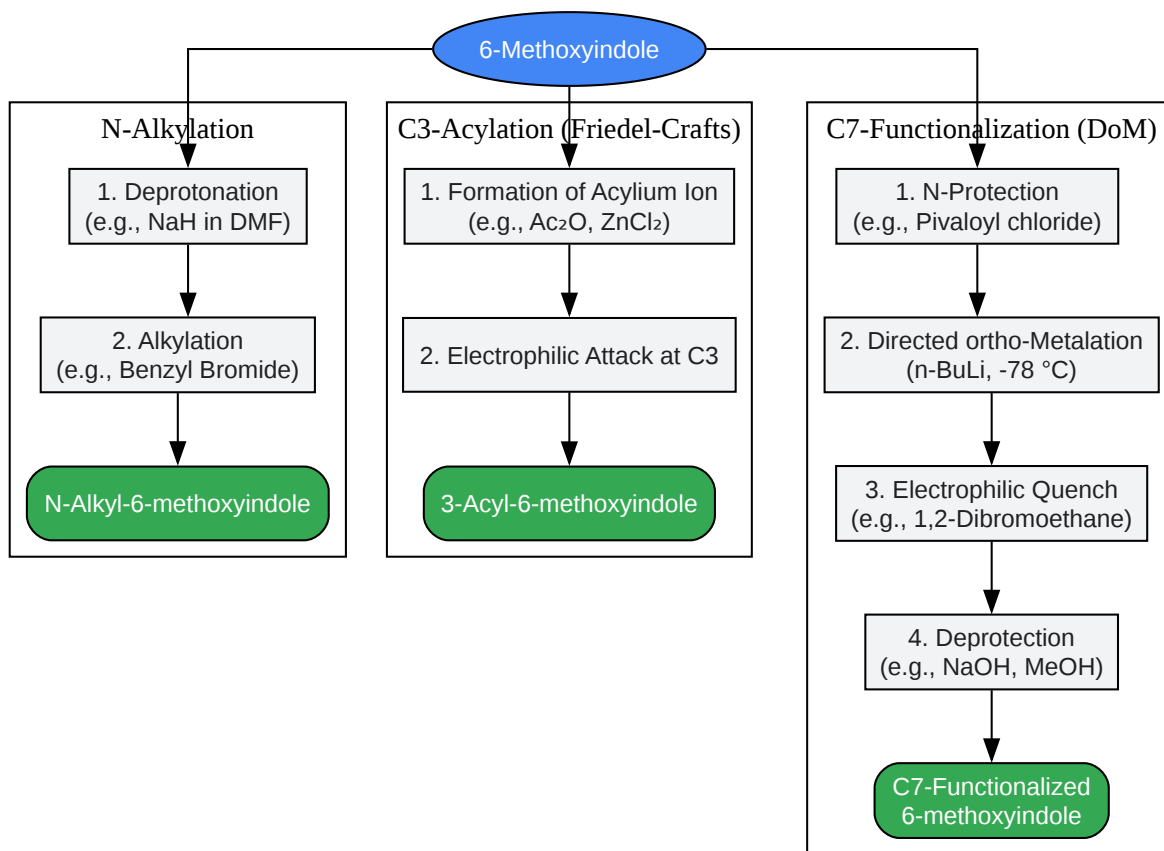 6-Methoxyindole
N-Alkylation
1. Deprotonation
(e.g., NaH in DMF)
2. Alkylation
(e.g., Benzyl Bromide)
N-Alkyl-6-methoxyindole
C3-Acylation (Friedel-Crafts)
1. Formation of Acylium Ion
(e.g., Ac₂O, ZnCl₂)
2. Electrophilic Attack at C3
3-Acyl-6-methoxyindole
C7-Functionalization (DoM)
1. N-Protection
(e.g., Pivaloyl chloride)
2. Directed ortho-Metalation
(n-BuLi, -78 °C)
3. Electrophilic Quench
(e.g., 1,2-Dibromoethane)
4. Deprotection
(e.g., NaOH, MeOH)
C7-Functionalized
6-methoxyindole